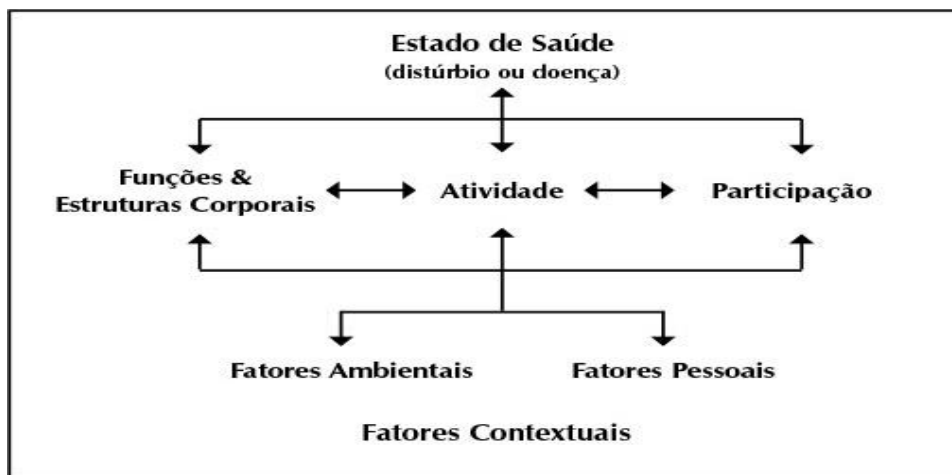 Estado de Saúde
(distúrbio ou doença)
Funções &
Estruturas Corporais
Atividade
Participação
Fatores Ambientais
Fatores Pessoais
Fatores Contextuais